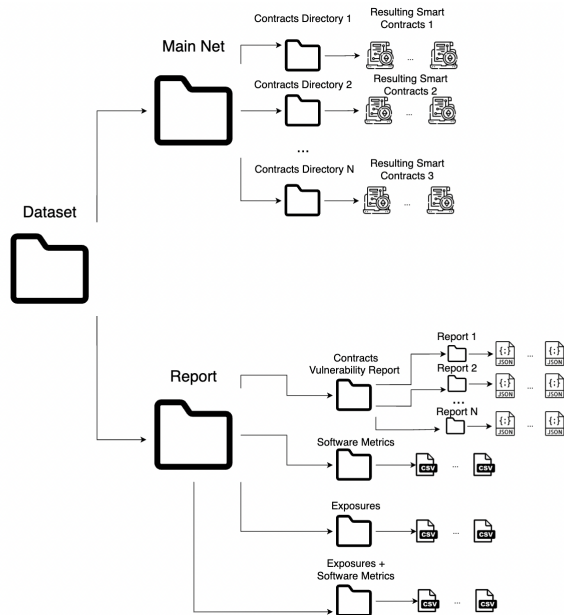 Contracts Directory 1
Resulting Smart
Contracts 1
Main Net
...
Contracts Directory 2
Resulting Smart
Contracts 2
...
...
Contracts Directory N
Resulting Smart
Contracts 3
...
Dataset
Report 1
{;}
JSON
...
{;}
JSON
Contracts
Vulnerability Report
Report 2
{;}
JSON
...
{;}
JSON
...
Report N
{;}
JSON
...
{;}
JSON
Report
Software Metrics
CSV
...
CSV
Exposures
CSV
...
CSV
Exposures +
Software Metrics
CSV
...
CSV